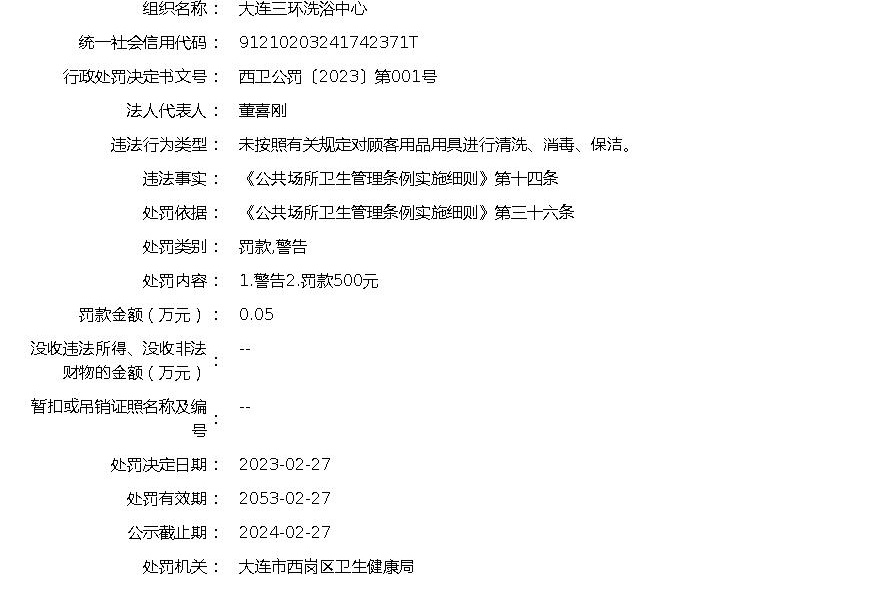 组织名称： 大连三环洗浴中心
统一社会信用代码： 91210203241742371T
行政处罚决定书文号： 西卫公罚〔2023〕第001号
法人代表人： 董喜刚
违法行为类型： 未按照有关规定对顾客用品用具进行清洗、消毒、保洁。
违法事实： 《公共场所卫生管理条例实施细则》第十四条
处罚依据： 《公共场所卫生管理条例实施细则》第三十六条
处罚类别： 罚款,警告
处罚内容： 1.警告2.罚款500元
罚款金额（万元）： 0.05
没收违法所得、没收非法
财物的金额（万元）： --
暂扣或吊销证照名称及编
号： --
处罚决定日期： 2023-02-27
处罚有效期： 2053-02-27
公示截止期： 2024-02-27
处罚机关： 大连市西岗区卫生健康局